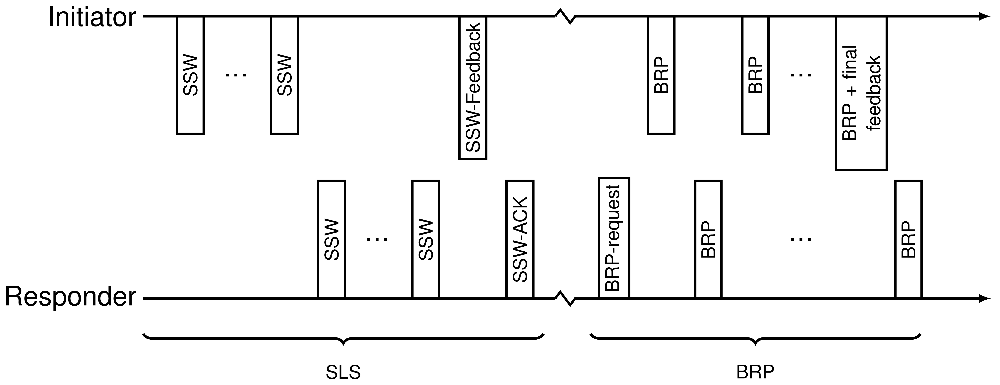 Initiator
SSW
...
SSW
SSW-Feedback
BRP
BRP
...
BRP + final
feedback
SSW
...
SSW
SSW-ACK
BRP-request
BRP
...
BRP
Responder
SLS
BRP